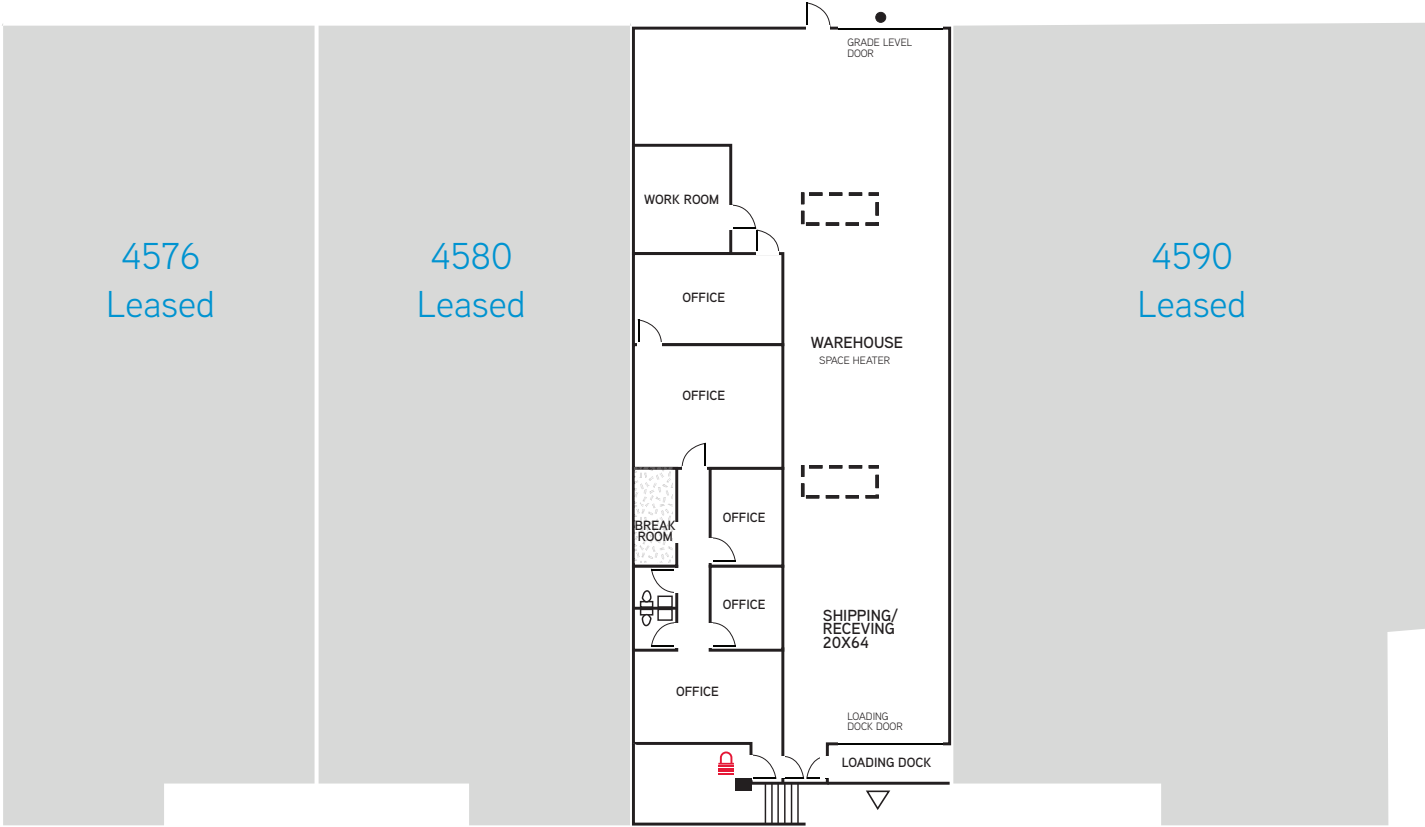 GRADE LEVEL
DOOR
WORK ROOM
4576
Leased
4580
Leased
4590
Leased
OFFICE
WAREHOUSE
SPACE HEATER
OFFICE
BREAK
ROOM
OFFICE
OFFICE
SHIPPING/
RECEVING
20X64
OFFICE
LOADING
DOCK DOOR
LOADING DOCK